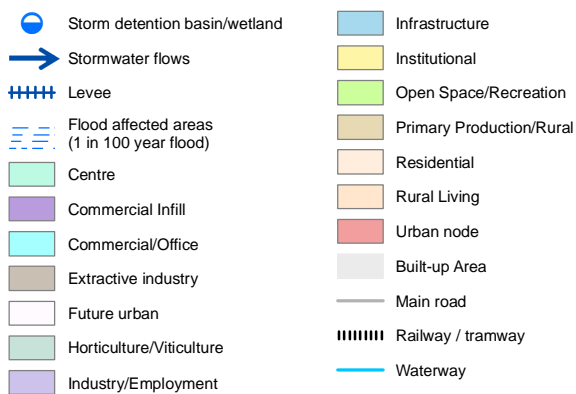 Storm detention basin/wetland
Stormwater flows
Levee
Flood affected areas
(1 in 100 year flood)
Centre
Commercial Infill
Commercial/Office
Extractive industry
Future urban
Horticulture/Viticulture
Industry/Employment
Infrastructure
Institutional
Open Space/Recreation
Primary Production/Rural
Residential
Rural Living
Urban node
Built-up Area
Main road
Railway / tramway
Waterway